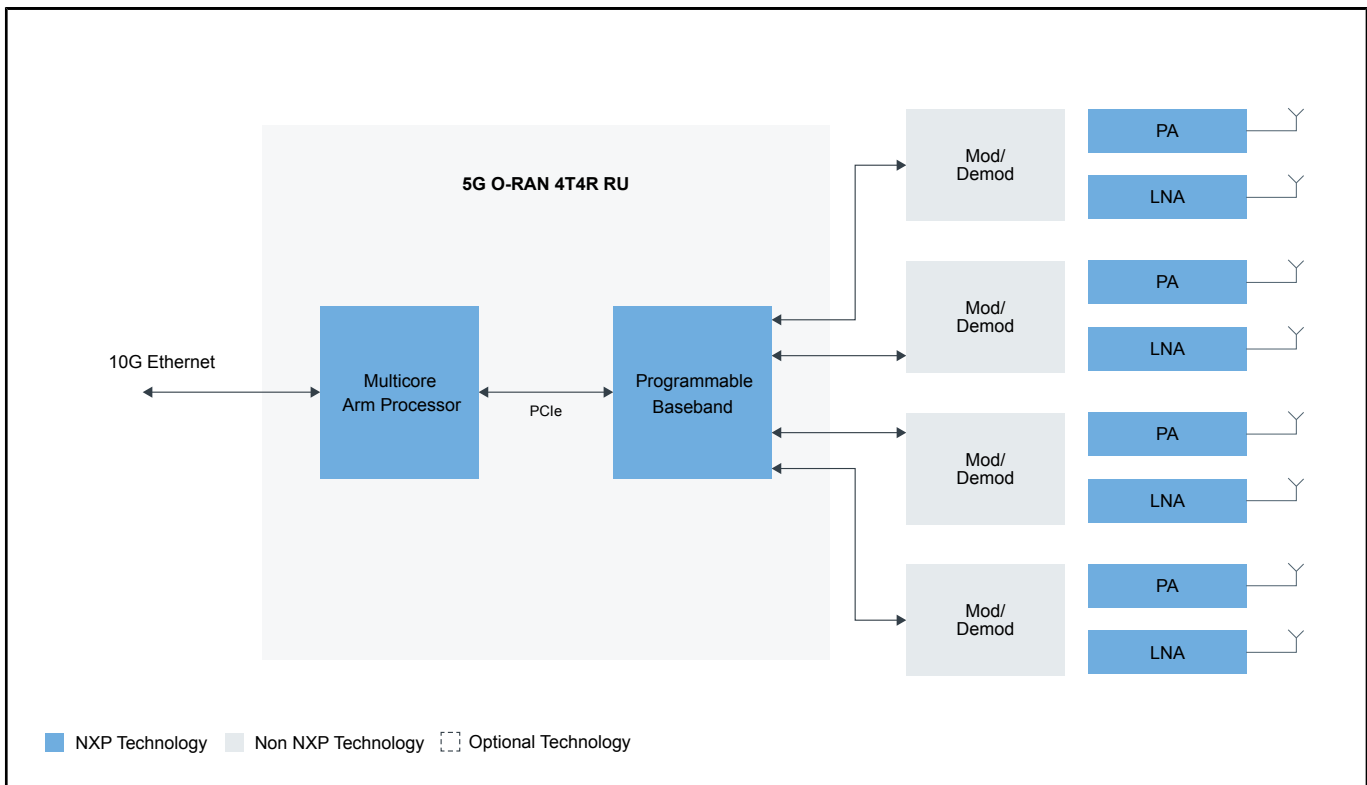 5G O-RAN 4T4R RU
10G Ethernet
Multicore
Arm Processor
PCIe
Programmable
Baseband
Mod/
Demod
PA
LNA
Mod/
Demod
PA
LNA
Mod/
Demod
PA
LNA
Mod/
Demod
PA
LNA
NXP Technology
Non NXP Technology
Optional Technology